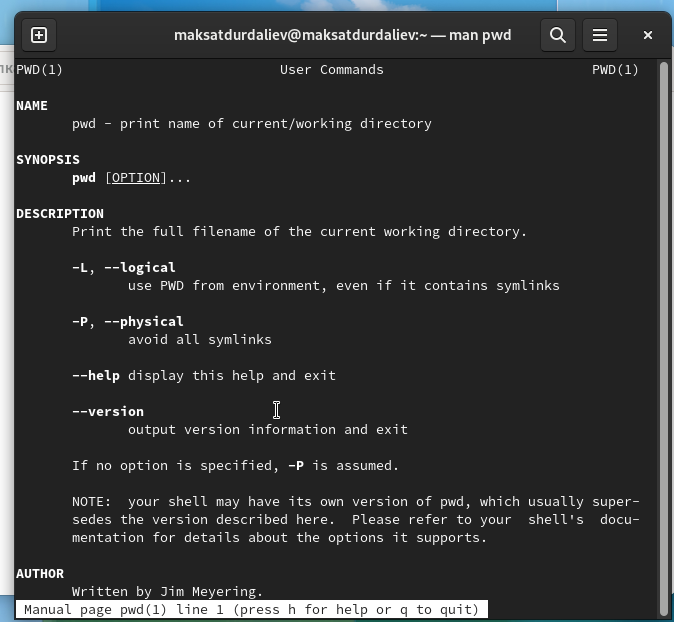 maksatdurdaliev@maksatdurdaliev:~ — man pwd
PWD(1) User Commands PWD(1)
NAME
pwd - print name of current/working directory
SYNOPSIS
pwd [OPTION]...
DESCRIPTION
Print the full filename of the current working directory.
-L, --logical
use PWD from environment, even if it contains symlinks
-P, --physical
avoid all symlinks
--help display this help and exit
--version
output version information and exit
If no option is specified, -P is assumed.
NOTE:  your shell may have its own version of pwd, which usually super-
sedes the version described here.  Please refer to your  shell's  docu-
mentation for details about the options it supports.
AUTHOR
Written by Jim Meyering.
Manual page pwd(1) line 1 (press h for help or q to quit)